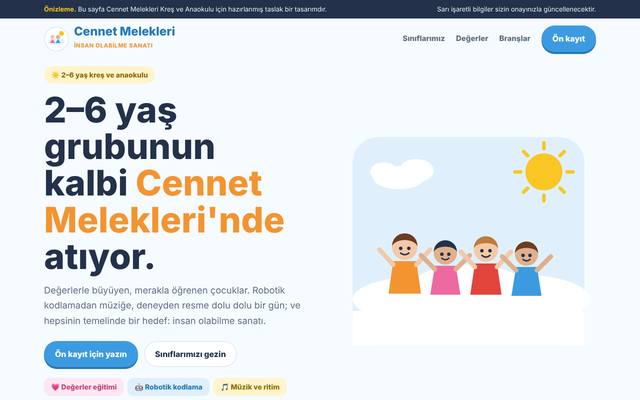 Önizleme. Bu sayfa Cennet Melekleri Kreş ve Anaokulu için hazırlanmış taslak bir tasarımdır.
Sarı işaretli bilgiler sizin onayınızla güncellenecektir.
Cennet Melekleri
İNSAN OLABİLME SANATI
Sınıflarımız
Değerler
Branşlar
Ön kayıt
2–6 yaş kreş ve anaokulu
2–6 yaş
grubunun
kalbi Cennet
Melekleri'nde
atıyor.
Değerlerle büyüyen, merakla öğrenen çocuklar. Robotik
kodlamadan müziğe, deneyden resme dolu dolu bir gün; ve
hepsinin temelinde bir hedef: insan olabilme sanatı.
Ön kayıt için yazın
Sınıflarımızı gezin
Değerler eğitimi
Robotik kodlama
Müzik ve ritim